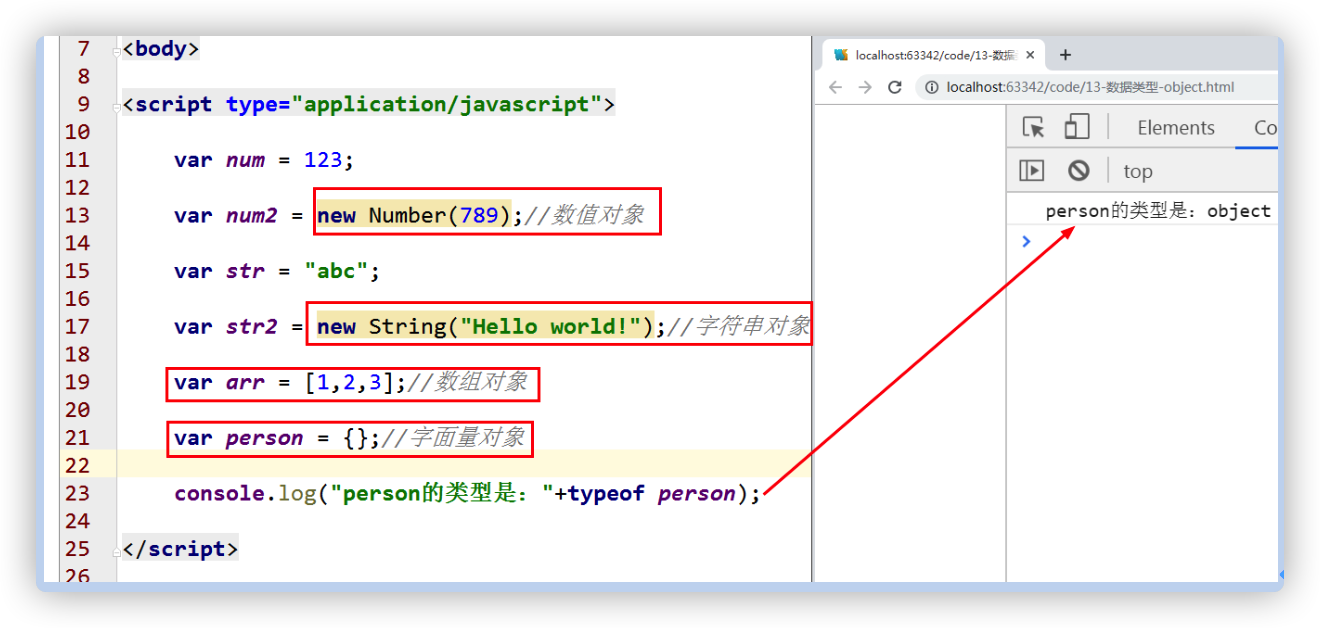 7 <body>
8
9 <script type="application/javascript">
10
11 var num = 123;
12
13 var num2 = new Number(789);//数值对象
14
15 var str = "abc";
16
17 var str2 = new String("Hello world!");//字符串对象
18
19 var arr = [1,2,3];//数组对象
20
21 var person = {};//字面量对象
22
23 console.log("person的类型是："+typeof person);
24
25 </script>
26
localhost:63342/code/13-数据
localhost:63342/code/13-数据类型-object.html
Elements Co
top
person的类型是：object